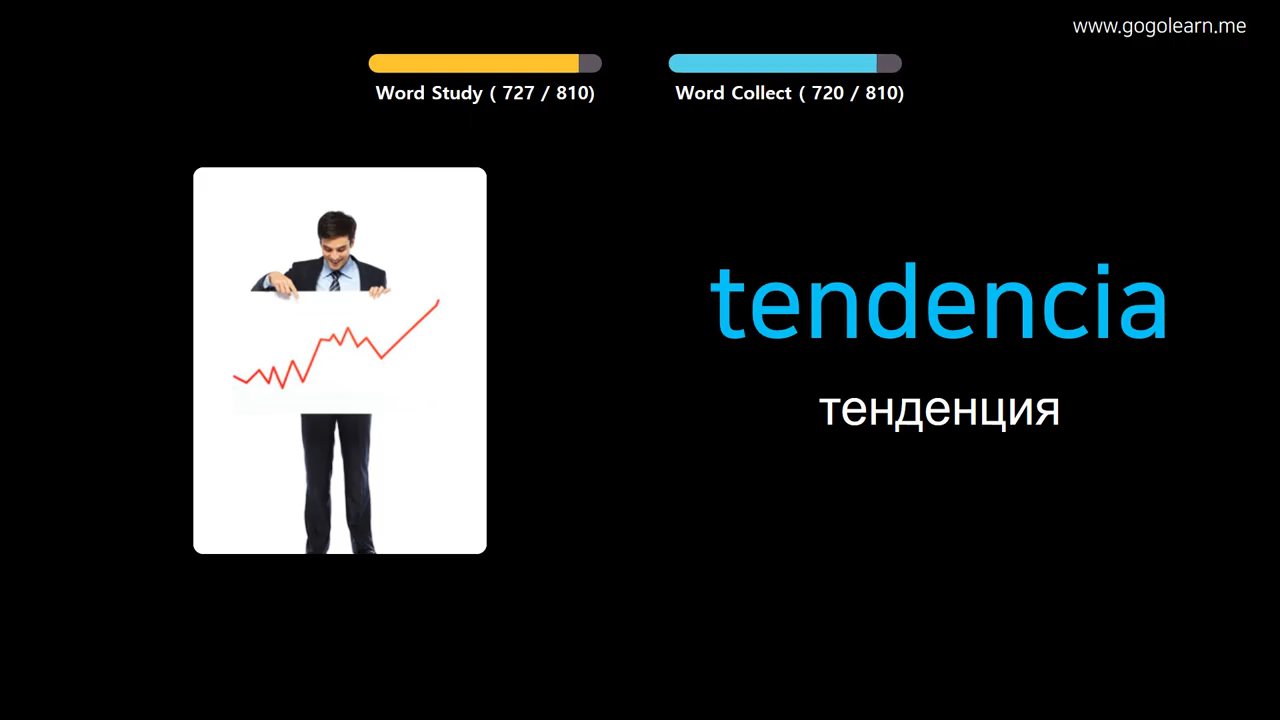 www.gogolearn.me
Word Study ( 727 / 810)
Word Collect ( 720 / 810)
tendencia
тенденция